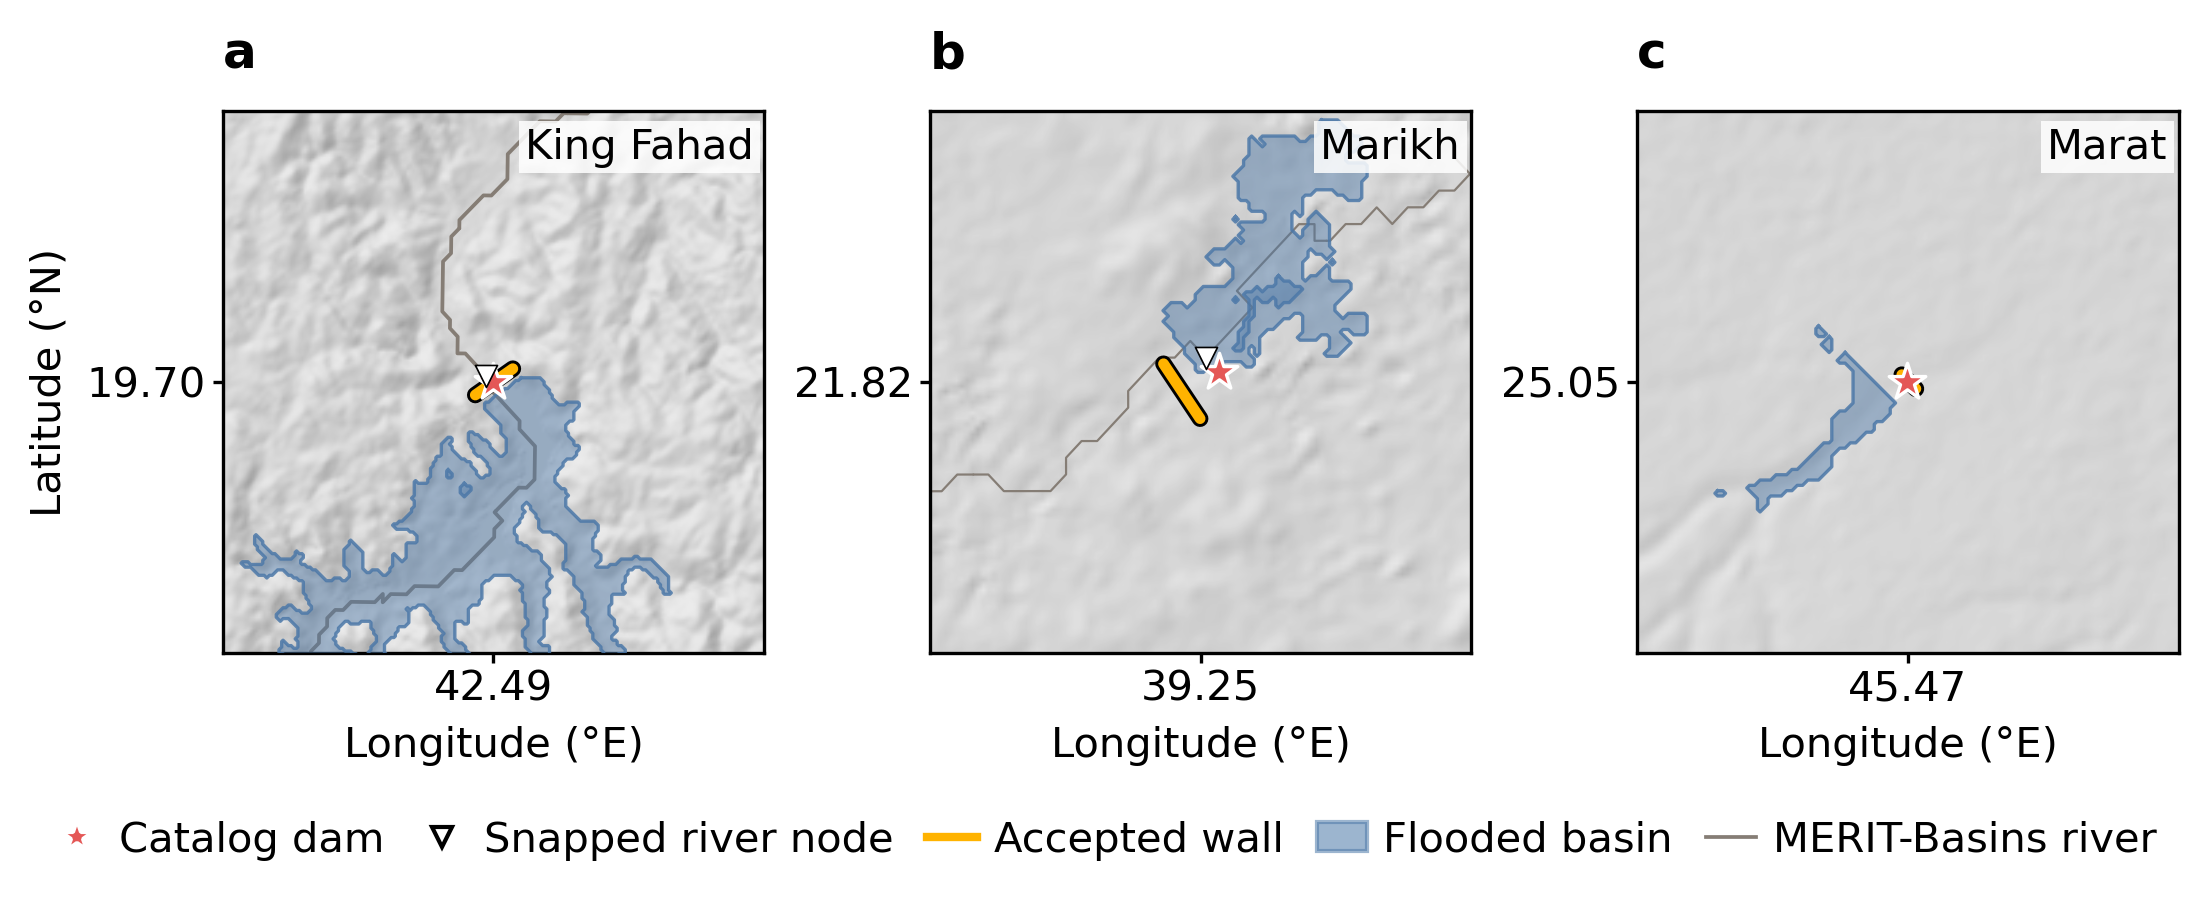 a
b
c
King Fahad
Marikh
Marat
Latitude (°N)
19.70
21.82
25.05
42.49
39.25
45.47
Longitude (°E)
Longitude (°E)
Longitude (°E)
Catalog dam
Snapped river node
Accepted wall
Flooded basin
MERIT-Basins river